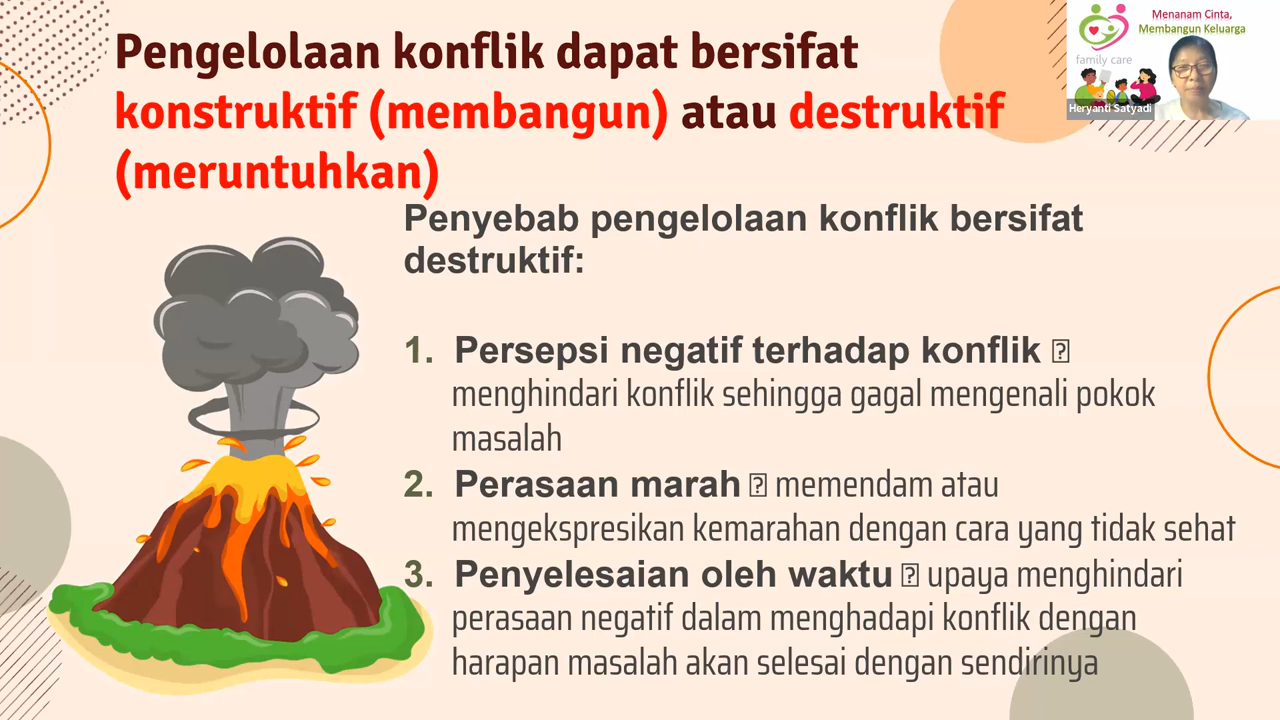 Pengelolaan konflik dapat bersifat
konstruktif (membangun) atau destruktif
(meruntuhkan)
Menanam Cinta,
Membangun Keluarga
family care
Heryanti Satyadi
Penyebab pengelolaan konflik bersifat
destruktif:
1. Persepsi negatif terhadap konflik
menghindari konflik sehingga gagal mengenali pokok
masalah
2. Perasaan marah memendam atau
mengekspresikan kemarahan dengan cara yang tidak sehat
3. Penyelesaian oleh waktu upaya menghindari
perasaan negatif dalam menghadapi konflik dengan
harapan masalah akan selesai dengan sendirinya